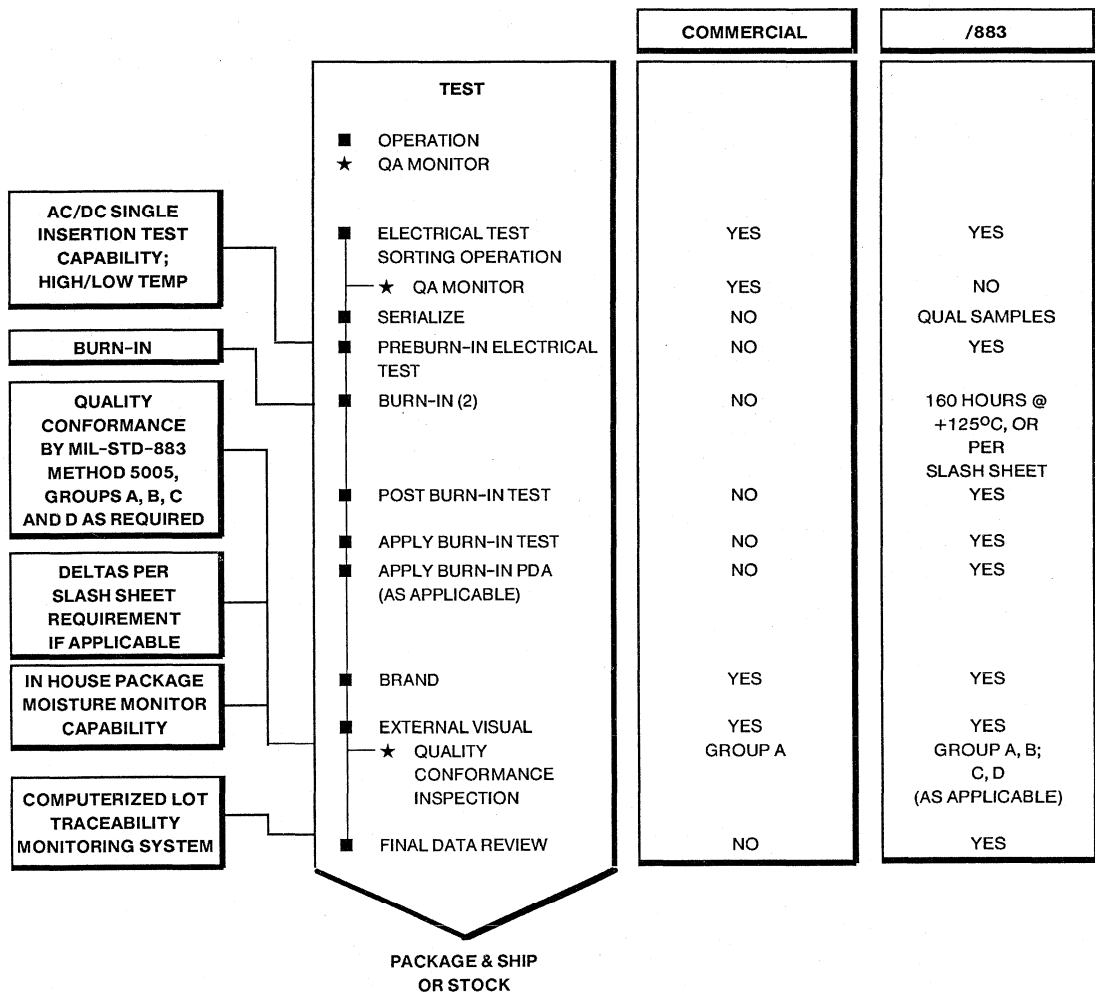 COMMERCIAL
/883
TEST
■ OPERATION
★ QA MONITOR
AC/DC SINGLE
INSERTION TEST
CAPABILITY;
HIGH/LOW TEMP
BURN-IN
QUALITY
CONFORMANCE
BY MIL-STD-883
METHOD 5005,
GROUPS A, B, C
AND D AS REQUIRED
DELTAS PER
SLASH SHEET
REQUIREMENT
IF APPLICABLE
IN HOUSE PACKAGE
MOISTURE MONITOR
CAPABILITY
COMPUTERIZED LOT
TRACEABILITY
MONITORING SYSTEM
■ ELECTRICAL TEST YES YES
SORTING OPERATION
★ QA MONITOR YES NO
■ SERIALIZE NO QUAL SAMPLES
■ PREBURN-IN ELECTRICAL NO YES
TEST
■ BURN-IN (2) NO 160 HOURS @
+125°C, OR
PER
SLASH SHEET
■ POST BURN-IN TEST NO YES
■ APPLY BURN-IN TEST NO YES
■ APPLY BURN-IN PDA NO YES
(AS APPLICABLE)
■ BRAND YES YES
■ EXTERNAL VISUAL YES YES
★ QUALITY GROUP A GROUP A, B;
CONFORMANCE C, D
INSPECTION (AS APPLICABLE)
■ FINAL DATA REVIEW NO YES
PACKAGE & SHIP
OR STOCK